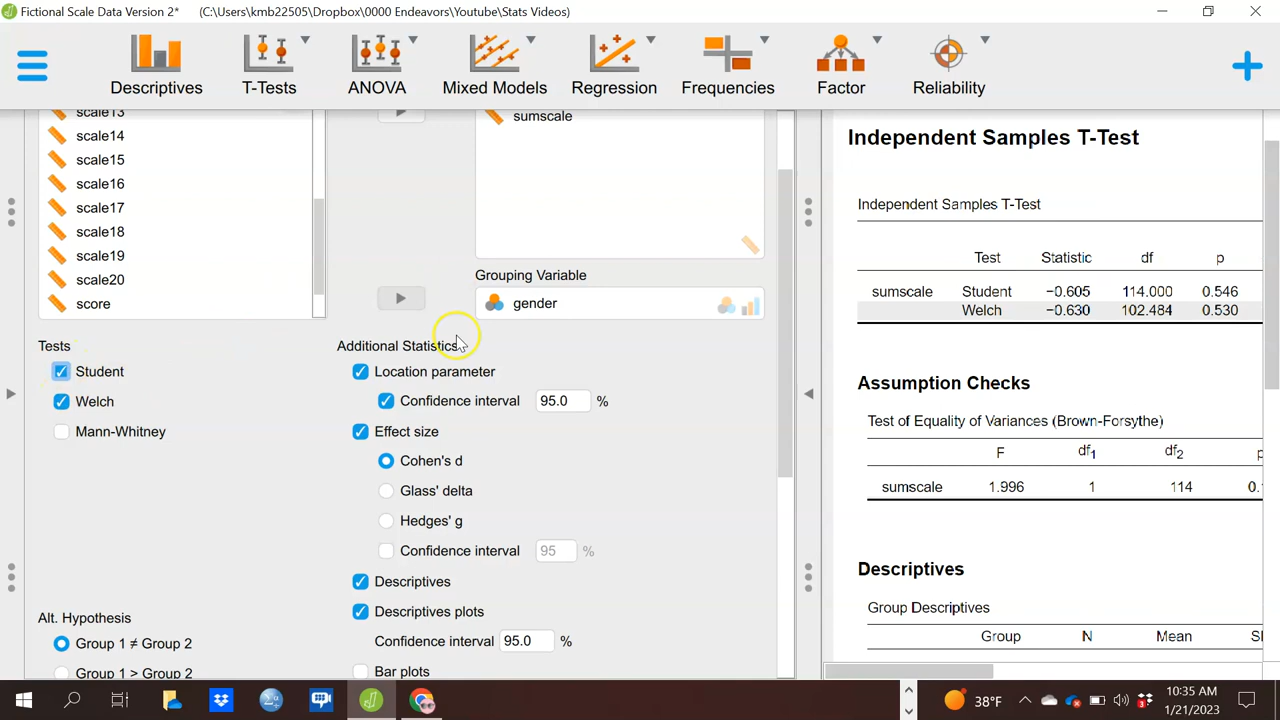 Fictional Scale Data Version 2* (C:\Users\kmb22505\Dropbox\0000 Endeavors\Youtube\Stats Videos)
Descriptives T-Tests ANOVA Mixed Models Regression Frequencies Factor Reliability
scale13
scale14
scale15
scale16
scale17
scale18
scale19
scale20
score
sumscale
Grouping Variable
gender
Tests
Student
Welch
Mann-Whitney
Alt. Hypothesis
Group 1 ≠ Group 2
Group 1 > Group 2
Additional Statistics
Location parameter
Confidence interval 95.0 %
Effect size
Cohen's d
Glass' delta
Hedges' g
Confidence interval 95 %
Descriptives
Descriptives plots
Confidence interval 95.0 %
Bar plots
Independent Samples T-Test
Independent Samples T-Test
Test Statistic df p
sumscale Student −0.605 114.000 0.546
Welch −0.630 102.484 0.530
Assumption Checks
Test of Equality of Variances (Brown-Forsythe)
F df1 df2 p
sumscale 1.996 1 114
Descriptives
Group Descriptives
Group N Mean
38°F
10:35 AM
1/21/2023